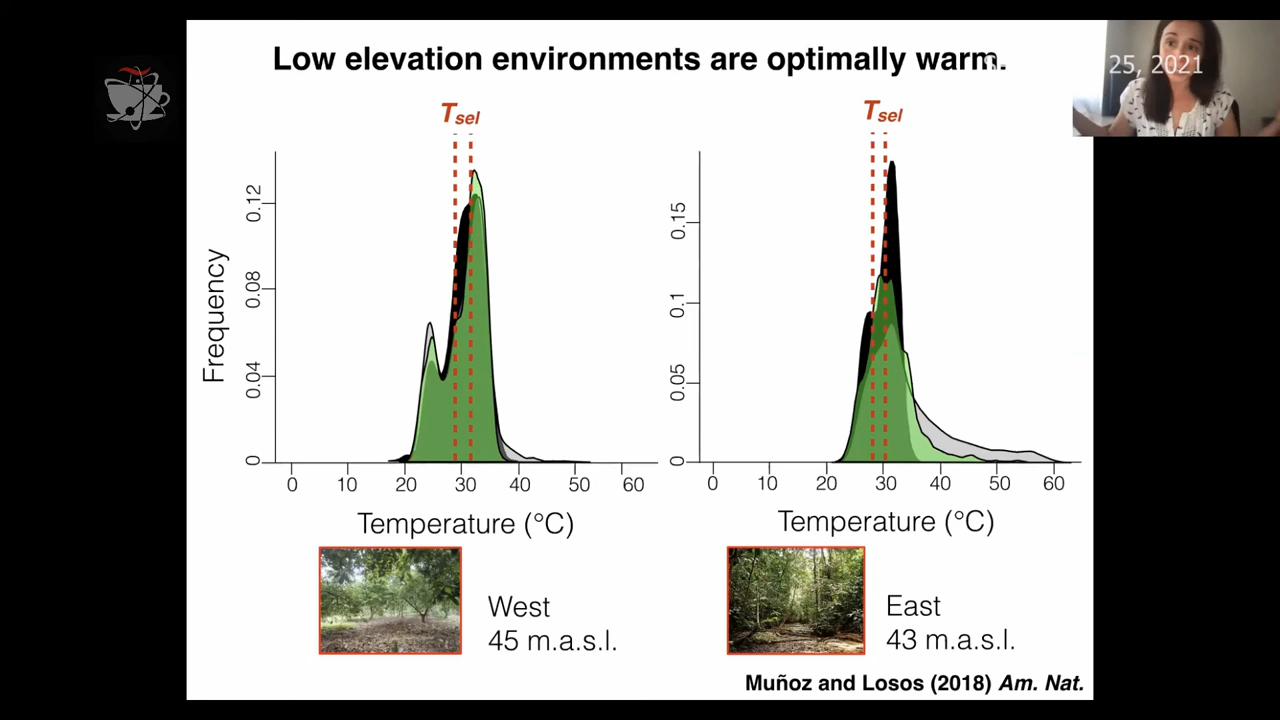 Low elevation environments are optimally warm.
25, 2021
Tsel
Tsel
Frequency
0.12
0.08
0.04
0
0 10 20 30 40 50 60
Temperature (°C)
0.15
0.1
0.05
0
0 10 20 30 40 50 60
Temperature (°C)
West
45 m.a.s.l.
East
43 m.a.s.l.
Muñoz and Losos (2018) Am. Nat.